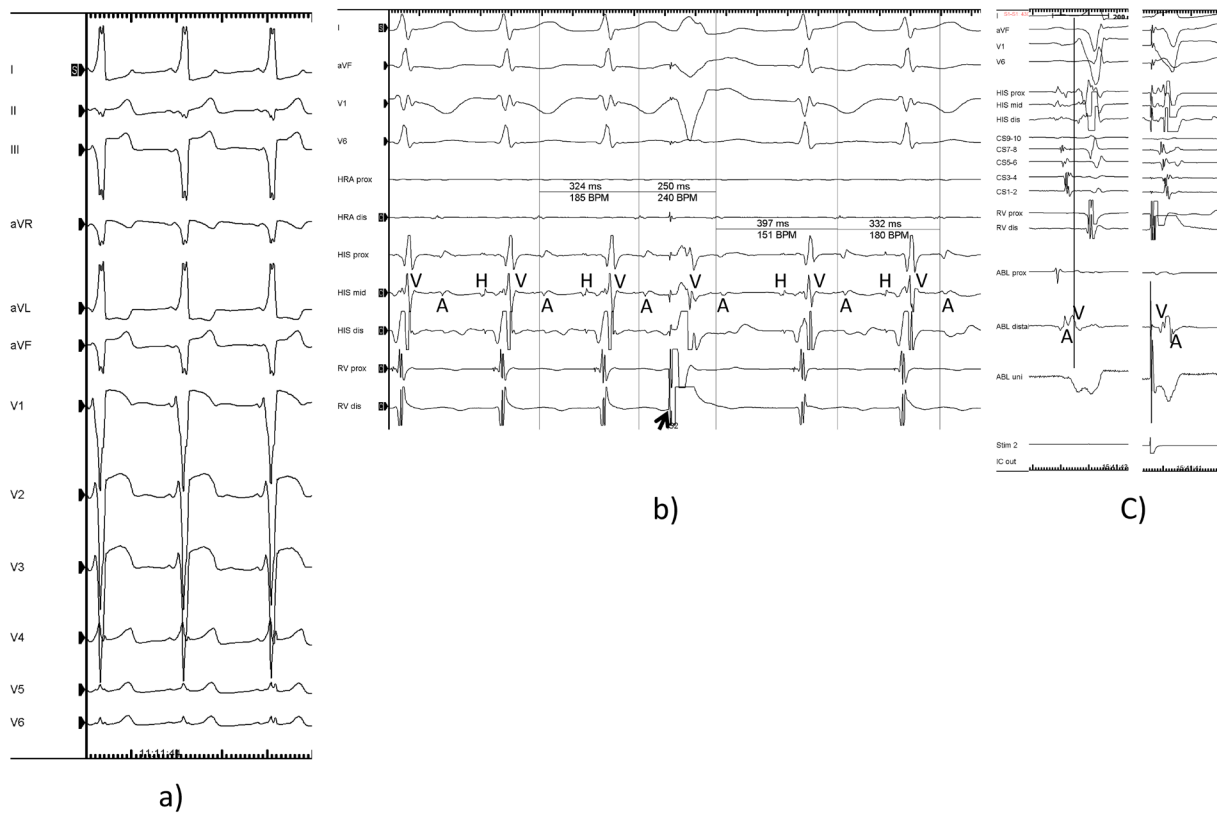 I
II
III
aVR
aVL
aVF
V1
V2
V3
V4
V5
V6
S
a)
I
aVF
V1
V6
HRA prox
324 ms 250 ms
185 BPM 240 BPM
HRA dis
397 ms 332 ms
151 BPM 180 BPM
HIS prox
HIS mid
H V H V H V V H V H V
A A A A A A
HIS dis
RV prox
RV dis
b)
I
200
aVF
V1
V6
HIS prox
HIS mid
HIS dis
CS9-10
CS7-8
CS5-6
CS3-4
CS1-2
RV prox
RV dis
ABL prox
ABL distal
V V
A A
ABL uni
Stim 2
IC out
C)